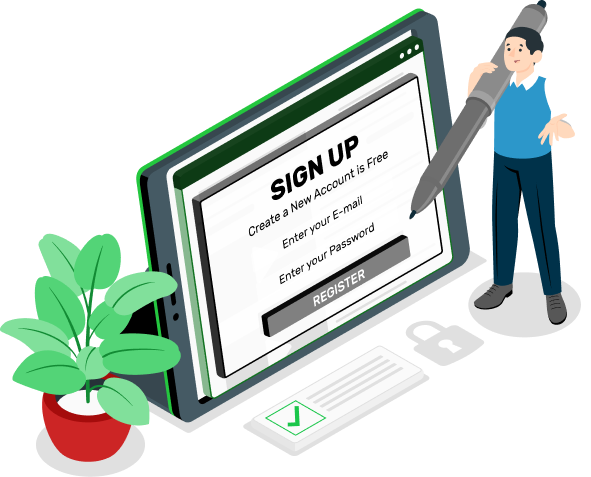 SIGN UP
Create a New Account is Free
Enter your E-mail
Enter your Password
REGISTER